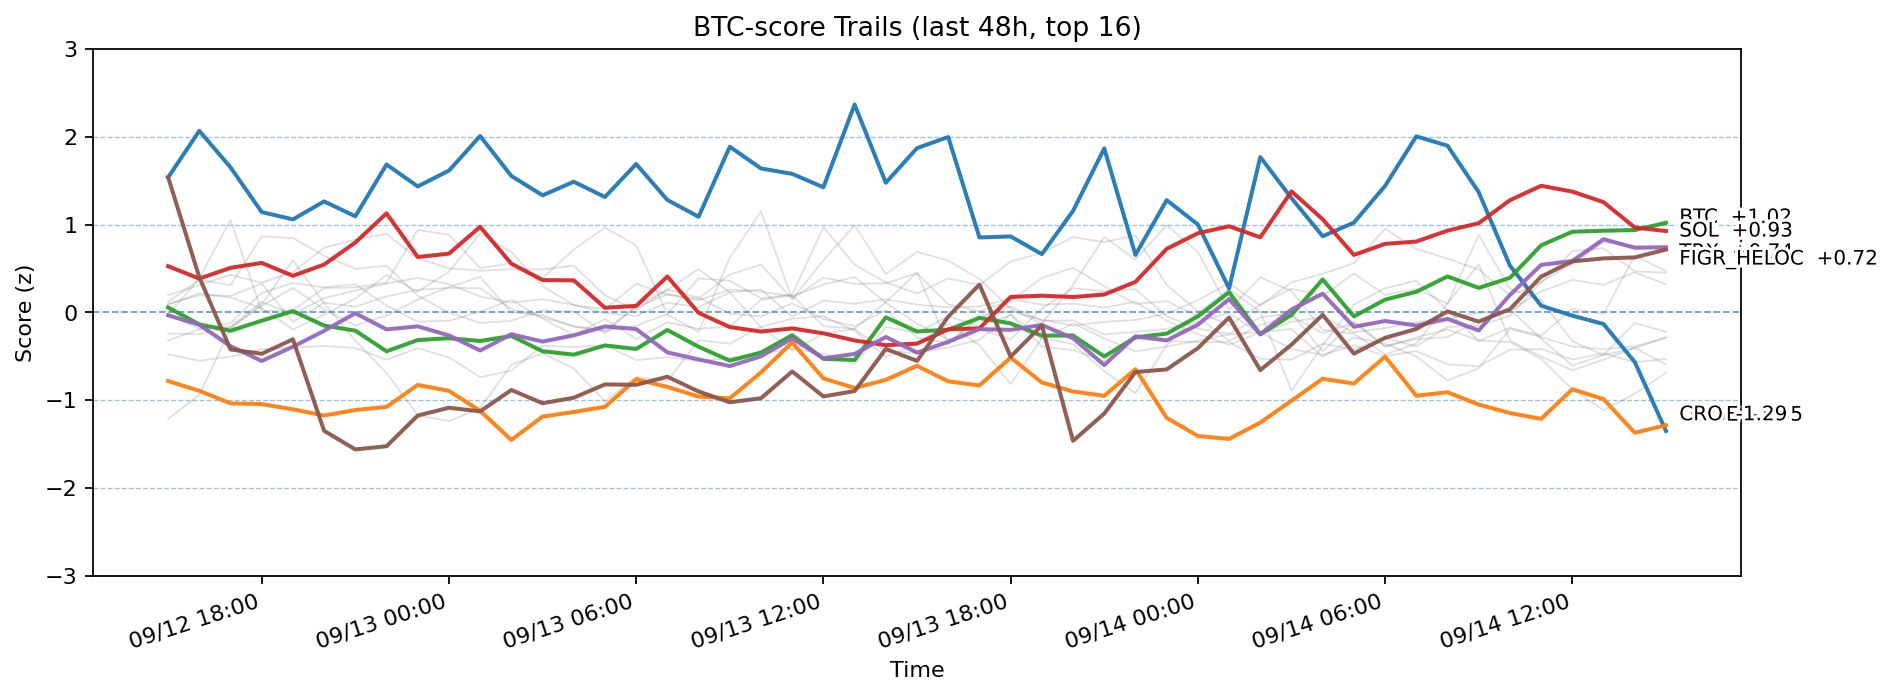 BTC-score Trails (last 48h, top 16)
3
2
1
0
−1
−2
−3
Score (z)
BTC +1.02
SOL +0.93
FIGR_HELOC +0.72
09/12 18:00
09/13 00:00
09/13 06:00
09/13 12:00
09/13 18:00
09/14 00:00
09/14 06:00
09/14 12:00
Time